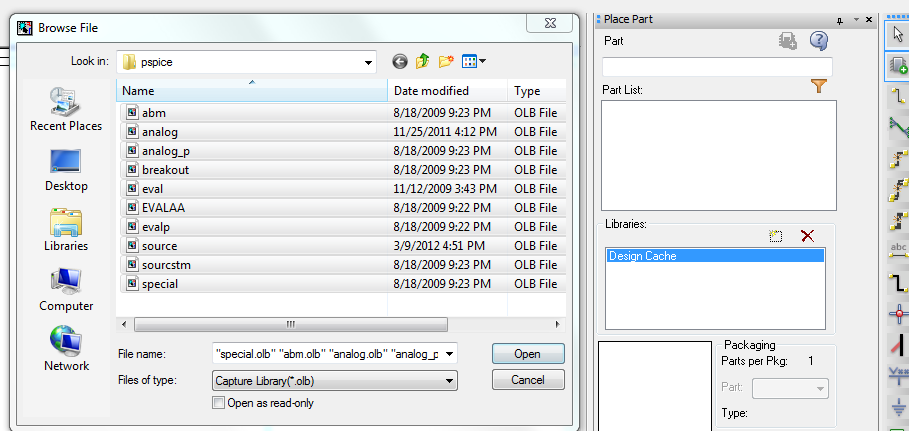 Browse File
Look in: pspice
Name Date modified Type
abm 8/18/2009 9:23 PM OLB File
analog 11/25/2011 4:12 PM OLB File
analog_p 8/18/2009 9:23 PM OLB File
breakout 8/18/2009 9:23 PM OLB File
eval 11/12/2009 3:43 PM OLB File
EVALAA 8/18/2009 9:22 PM OLB File
evalp 8/18/2009 9:22 PM OLB File
source 3/9/2012 4:51 PM OLB File
sourcstm 8/18/2009 9:23 PM OLB File
special 8/18/2009 9:23 PM OLB File
Recent Places
Desktop
Libraries
Computer
Network
File name: "special.olb" "abm.olb" "analog.olb" "analog_p Open
Files of type: Capture Library(*.olb) Cancel
Open as read-only
Place Part
Part
Part List:
Libraries:
Design Cache
Packaging
Parts per Pkg: 1
Part:
Type:
abc